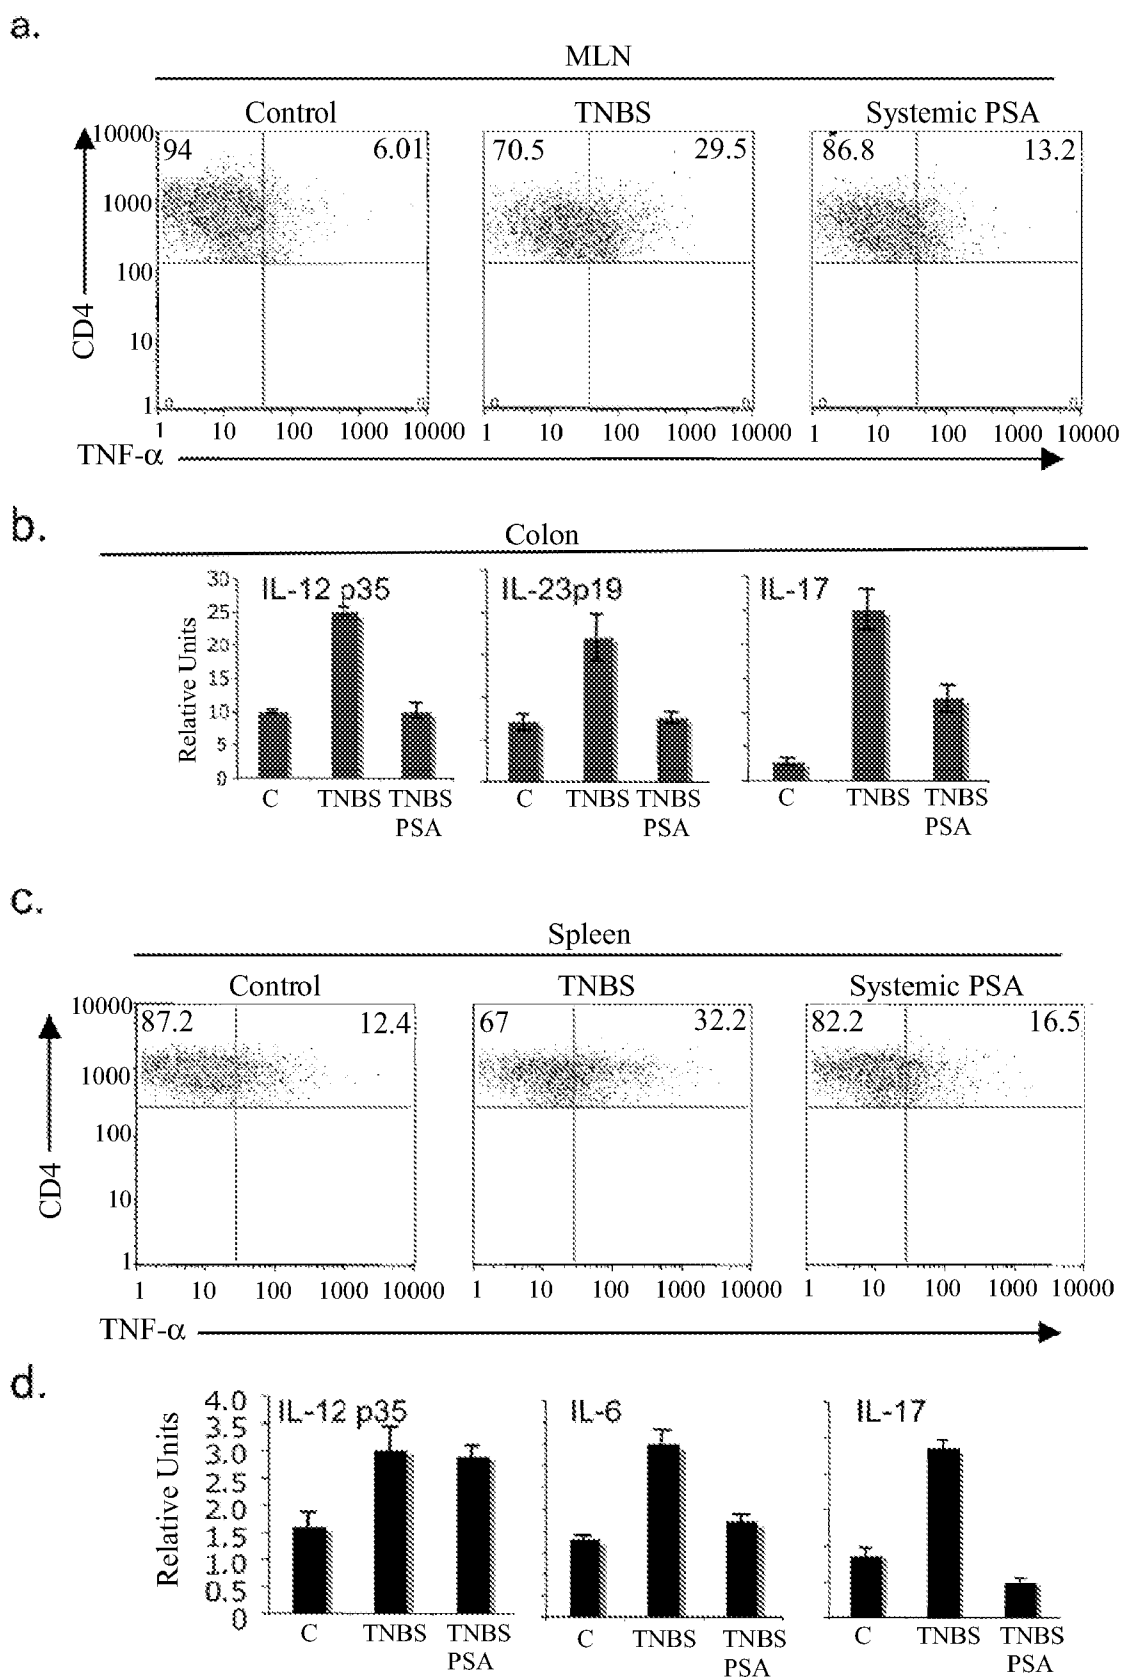 a.
MLN
Control TNBS Systemic PSA
94 6.01 70.5 29.5 86.8 13.2
10000
1000
100
10
1
CD4
0 0 0 0 0 0
1 10 100 1000 10000 1 10 100 1000 10000 1 10 100 1000 10000
TNF-α
b.
Colon
IL-12 p35 IL-23p19 IL-17
30
25
20
15
10
5
0
Relative Units
C TNBS TNBS C TNBS TNBS C TNBS TNBS
PSA PSA PSA
c.
Spleen
Control TNBS Systemic PSA
87.2 12.4 67 32.2 82.2 16.5
10000
1000
100
10
1
CD4
1 10 100 1000 10000 1 10 100 1000 10000 1 10 100 1000 10000
TNF-α
d.
IL-12 p35 IL-6 IL-17
4.0
3.5
3.0
2.5
2.0
1.5
1.0
0.5
0
Relative Units
C TNBS TNBS C TNBS TNBS C TNBS TNBS
PSA PSA PSA